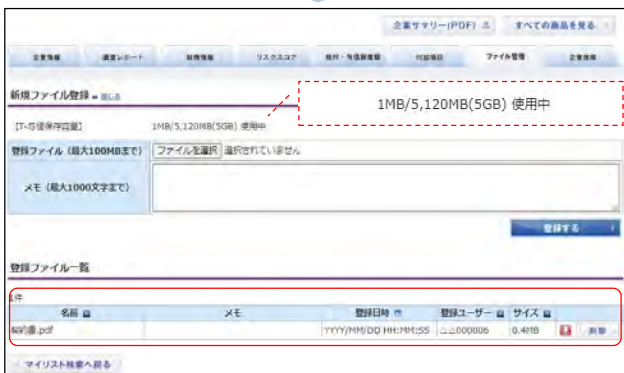 企業サマリー(PDF) すべての商品を見る
企業情報 調査レポート 財務情報 リスクスコア ファイル管理 企業情報
新規ファイル登録 閉じる
1MB/5,120MB(5GB) 使用中
1MB/5,120MB(5GB) 使用中
登録ファイル (最大100MBまで) ファイルを選択 選択されていません
メモ (最大1000文字まで)
登録する
登録ファイル一覧
1件
名前 メモ 登録日時 登録ユーザー サイズ
契約書.pdf YYYY/MM/DD HH:MM:SS △△000006 0.4MB 削除
マイリスト検索へ戻る